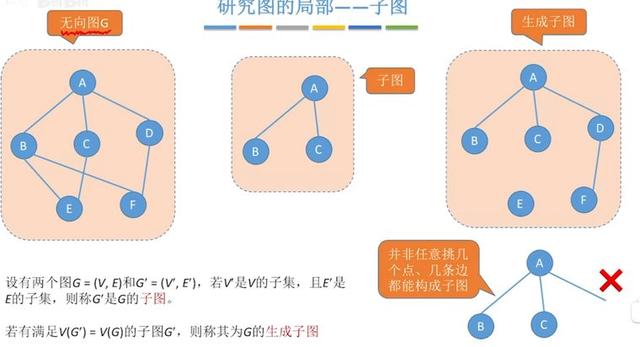 研究图的局部——子图
无向图G
子图
生成子图
A
B
C
D
E
F
A
B
C
A
B
C
D
E
F
设有两个图G = (V, E)和G′ = (V′, E′)，若V′是V的子集，且E′是
E的子集，则称G′是G的子图。
若有满足V(G′) = V(G)的子图G′，则称其为G的生成子图
并非任意挑几
个点、几条边
都能构成子图
A
B
C